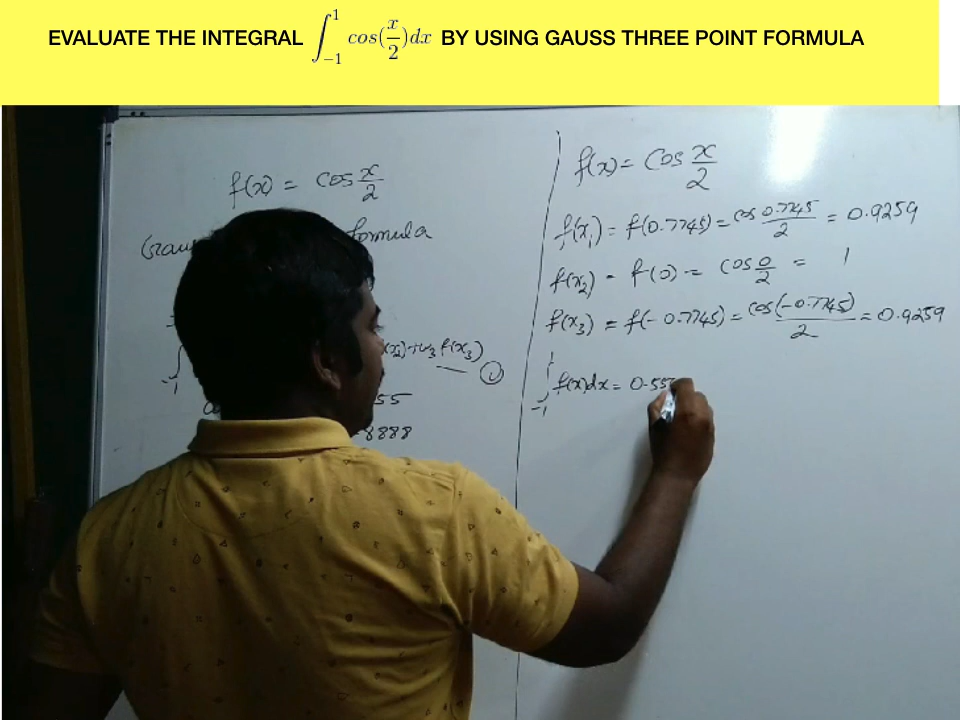 EVALUATE THE INTEGRAL ∫_{-1}^{1} cos(x/2)dx BY USING GAUSS THREE POINT FORMULA
f(x) = cos x/2
formula
∫_{-1} (x2)+w3 f(x3)
55
8888
f(x) = Cos x/2
f(x1) = f(0.7745) = cos 0.7745/2 = 0.9259
f(x2) = f(0) = cos 0/2 = 1
f(x3) = f(-0.7745) = cos(-0.7745)/2 = 0.9259
∫_{-1}^{1} f(x)dx = 0.55